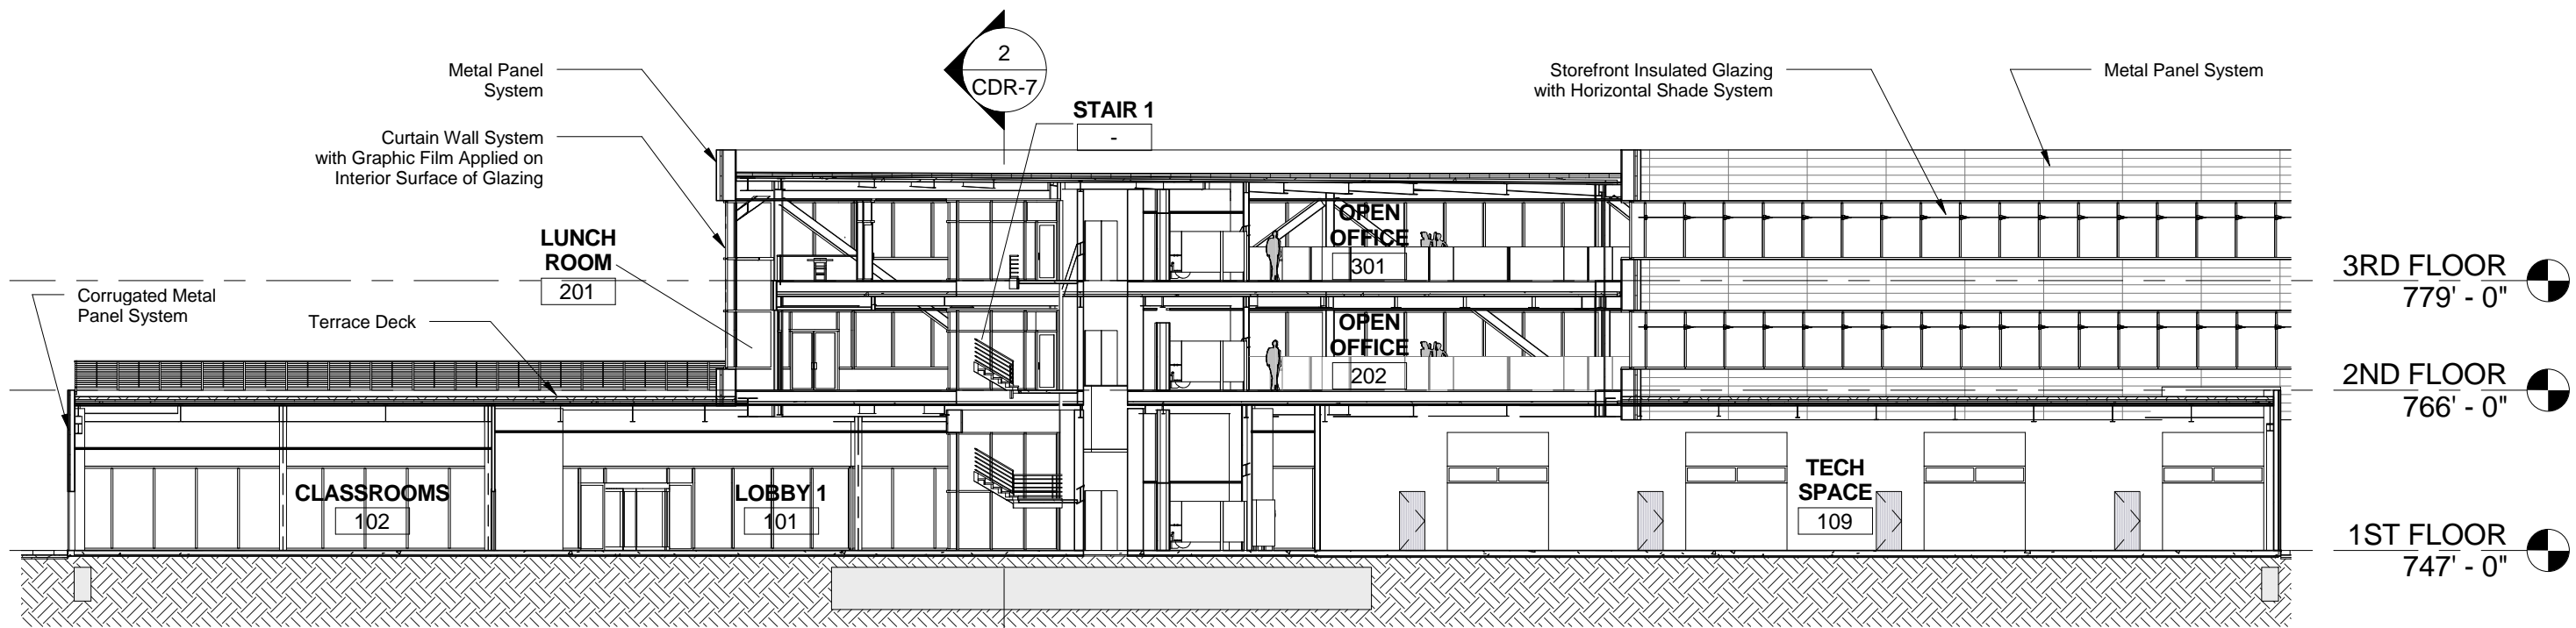 2
CDR-7
Metal Panel
System
Storefront Insulated Glazing
with Horizontal Shade System
Metal Panel System
STAIR 1
-
Curtain Wall System
with Graphic Film Applied on
Interior Surface of Glazing
OPEN
OFFICE
301
LUNCH
ROOM
201
3RD FLOOR
779' - 0"
Corrugated Metal
Panel System
Terrace Deck
OPEN
OFFICE
202
2ND FLOOR
766' - 0"
CLASSROOMS
102
LOBBY 1
101
TECH
SPACE
109
1ST FLOOR
747' - 0"